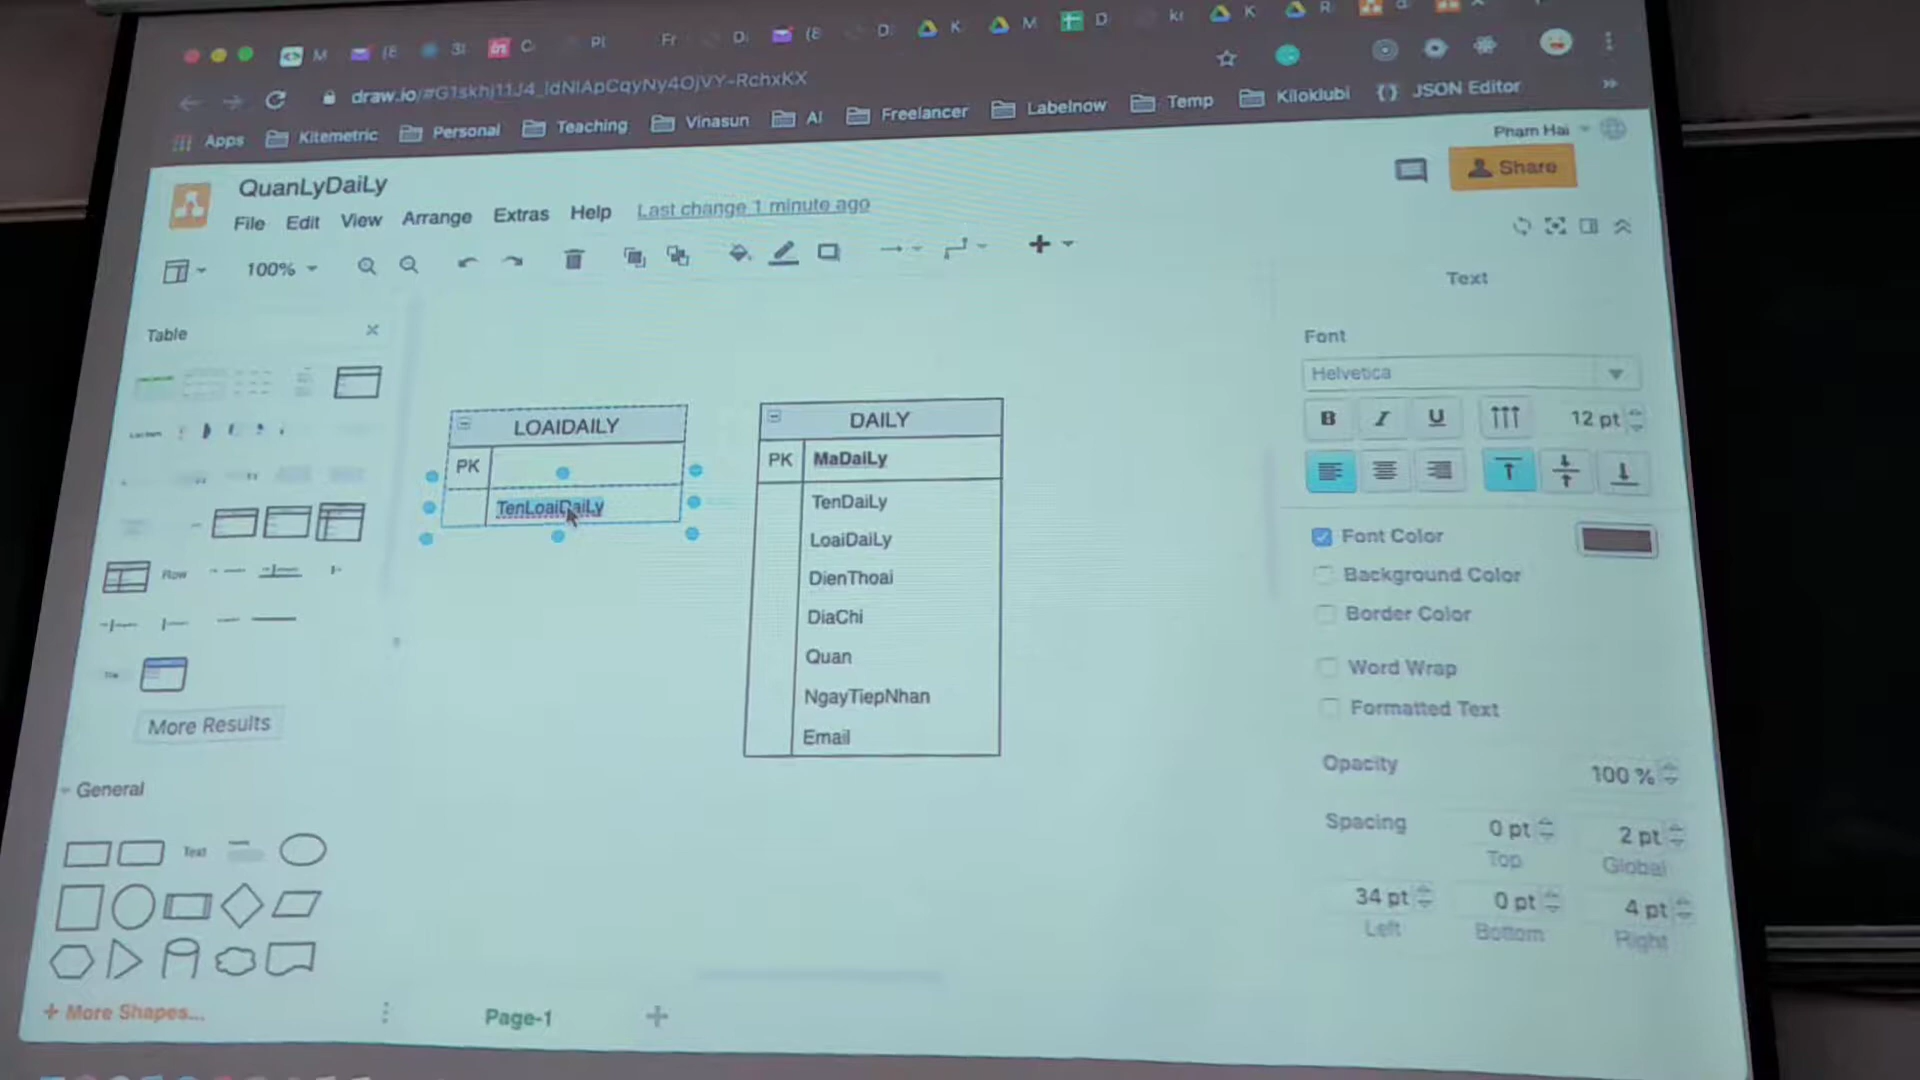 draw.io/#G1skhj11J4_IdNIApCqyNy4OjVY-RchxKX
Apps Kitemetric Personal Teaching Vinasun AI Freelancer Labelnow Temp Kiloklubi { } JSON Editor
Pham Hai
QuanLyDaiLy
Share
File Edit View Arrange Extras Help Last change 1 minute ago
100%
Text
Table
Font
Helvetica
B I U 12 pt
LOAIDAILY
PK
TenLoaiDaiLy
DAILY
PK MaDaiLy
TenDaiLy
LoaiDaiLy
DienThoai
DiaChi
Quan
NgayTiepNhan
Email
Font Color
Background Color
Border Color
Word Wrap
Formatted Text
Opacity 100 %
Spacing 0 pt 2 pt
Top Global
34 pt 0 pt 4 pt
Left Bottom Right
Row
More Results
General
Text
+ More Shapes...
Page-1